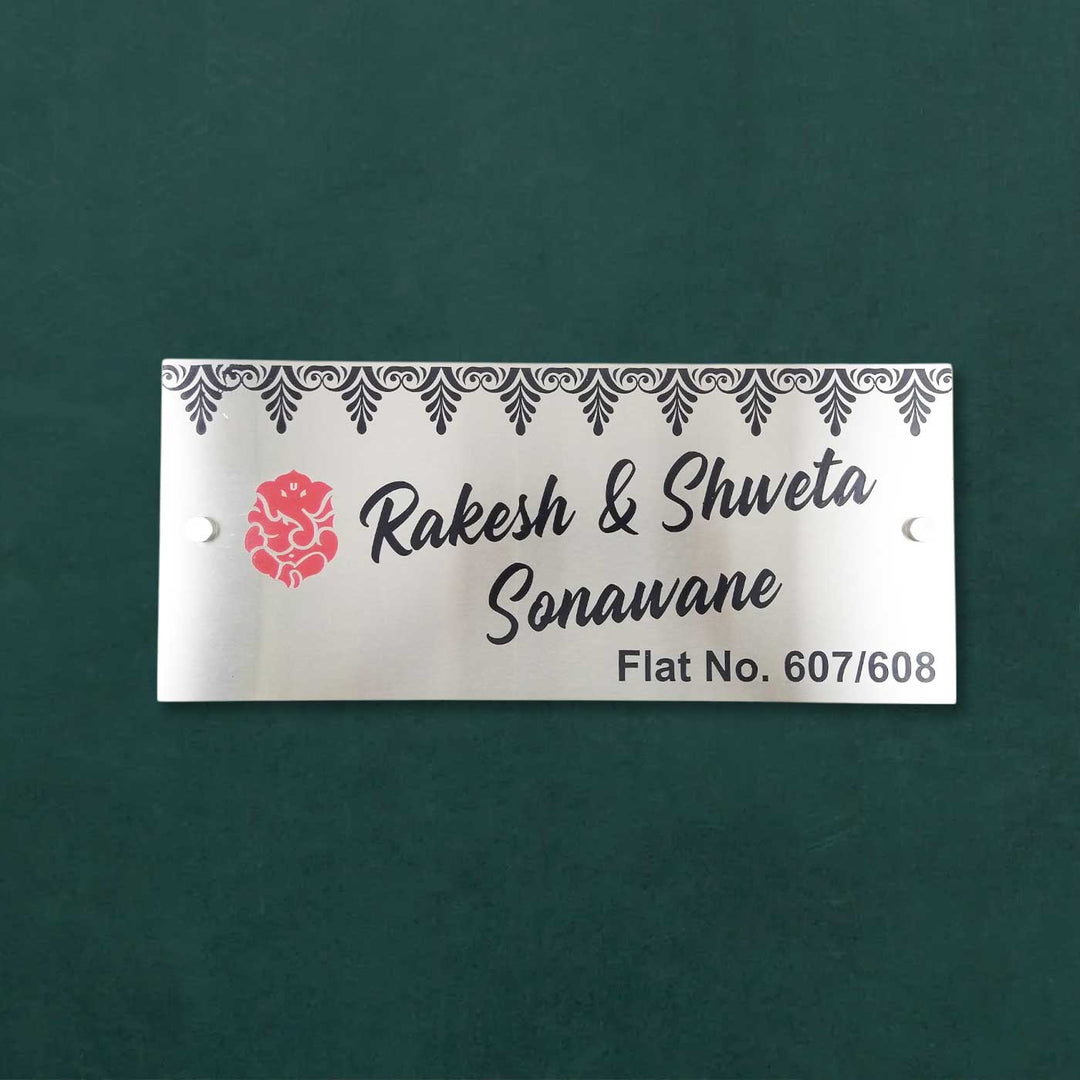 Rakesh & Shweta
Sonawane
Flat No. 607/608